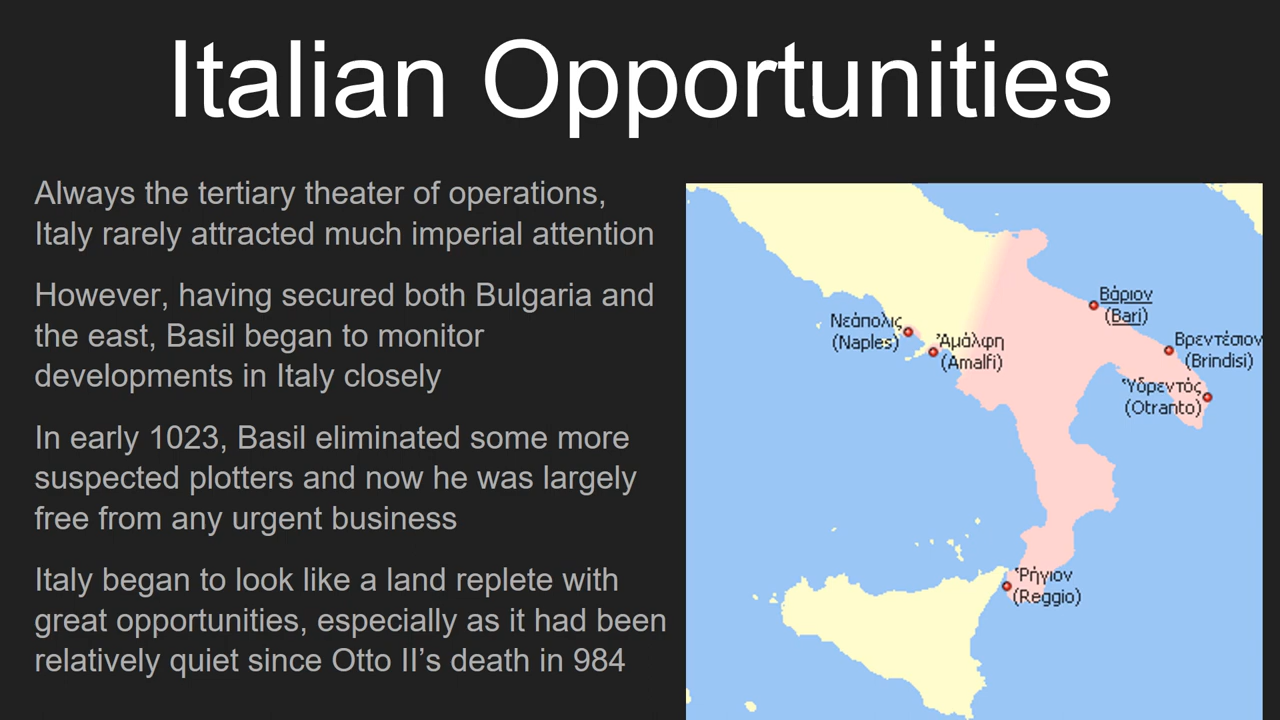 Italian Opportunities
Always the tertiary theater of operations,
Italy rarely attracted much imperial attention
However, having secured both Bulgaria and
the east, Basil began to monitor
developments in Italy closely
In early 1023, Basil eliminated some more
suspected plotters and now he was largely
free from any urgent business
Italy began to look like a land replete with
great opportunities, especially as it had been
relatively quiet since Otto II’s death in 984
Βάριον
(Bari)
Νεάπολις
(Naples)
Ἀμάλφη
(Amalfi)
Βρεντέσιον
(Brindisi)
Ὑδρεντός
(Otranto)
Ῥήγιον
(Reggio)